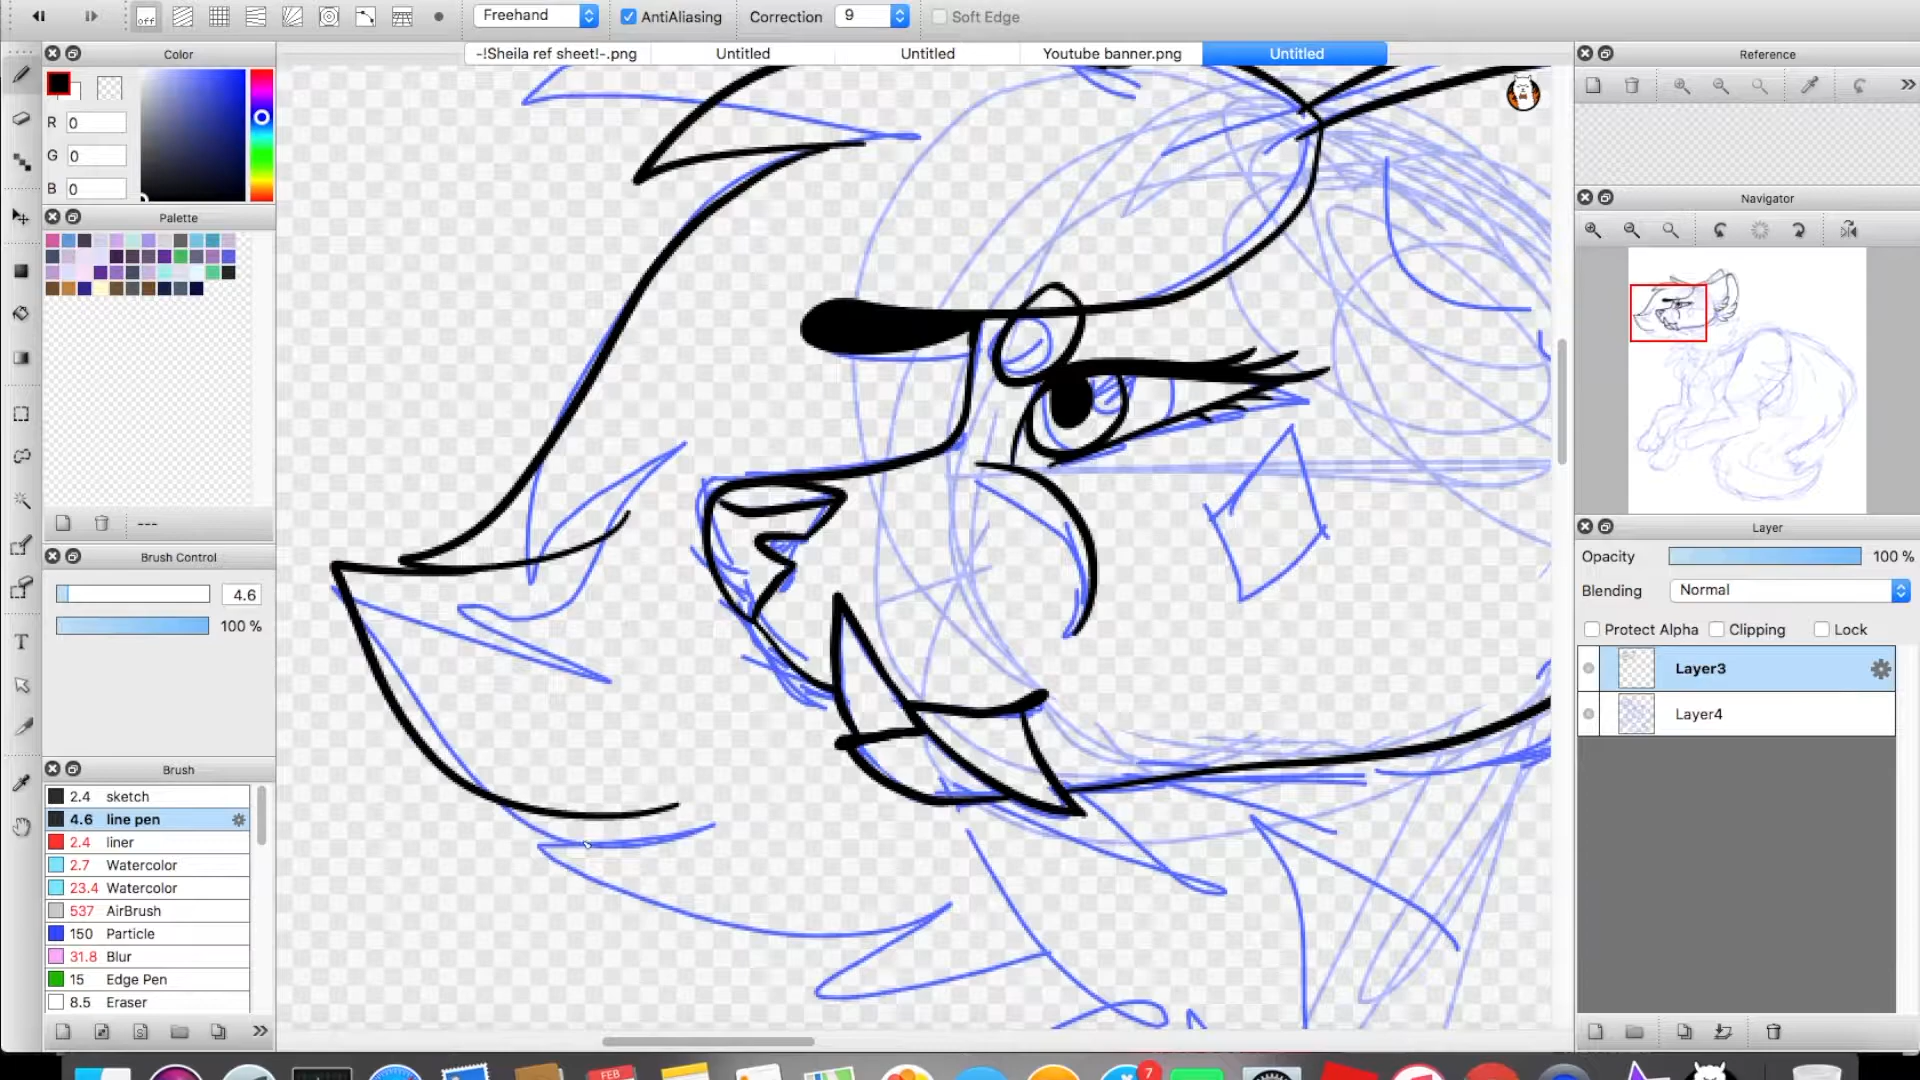 off Freehand AntiAliasing Correction 9 Soft Edge
-!Sheila ref sheet!-.png Untitled Untitled Youtube banner.png Untitled
Color
R 0
G 0
B 0
Palette
---
Brush Control
4.6
100 %
Brush
2.4 sketch
4.6 line pen
2.4 liner
2.7 Watercolor
23.4 Watercolor
537 AirBrush
150 Particle
31.8 Blur
15 Edge Pen
8.5 Eraser
T
Reference
Navigator
Layer
Opacity 100 %
Blending Normal
Protect Alpha Clipping Lock
Layer3
Layer4
FEB
7